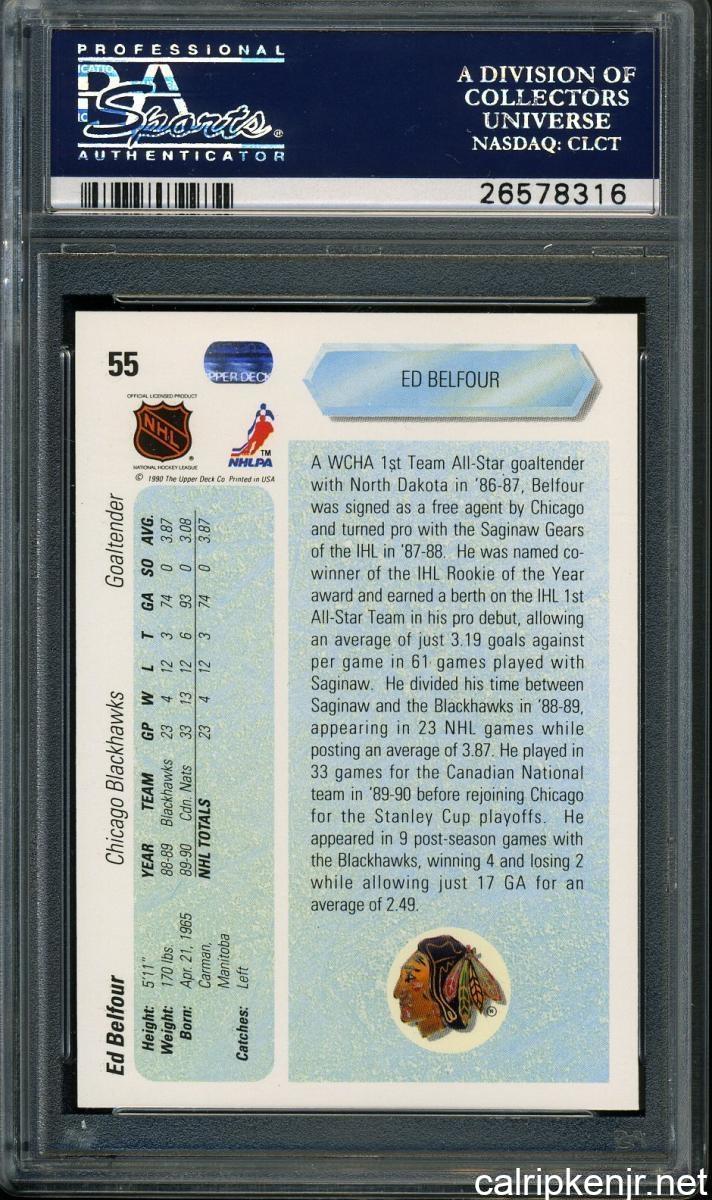 PROFESSIONAL
PSA
Sports®
AUTHENTICATOR
A DIVISION OF
COLLECTORS
UNIVERSE
NASDAQ: CLCT
26578316
55
UPPER DECK
ED BELFOUR
OFFICIAL LICENSED PRODUCT
NHL
®
NATIONAL HOCKEY LEAGUE
TM
NHLPA
© 1990 The Upper Deck Co Printed in USA
A WCHA 1st Team All-Star goaltender
with North Dakota in '86-87, Belfour
was signed as a free agent by Chicago
and turned pro with the Saginaw Gears
of the IHL in '87-88. He was named co-
winner of the IHL Rookie of the Year
award and earned a berth on the IHL 1st
All-Star Team in his pro debut, allowing
an average of just 3.19 goals against
per game in 61 games played with
Saginaw. He divided his time between
Saginaw and the Blackhawks in '88-89,
appearing in 23 NHL games while
posting an average of 3.87. He played in
33 games for the Canadian National
team in '89-90 before rejoining Chicago
for the Stanley Cup playoffs. He
appeared in 9 post-season games with
the Blackhawks, winning 4 and losing 2
while allowing just 17 GA for an
average of 2.49.
®
Ed Belfour Chicago Blackhawks Goaltender
Height: 5'11"
Weight: 170 lbs.
Born: Apr. 21, 1965
Carman,
Manitoba
Catches: Left
YEAR TEAM GP W L T GA SO AVG.
88-89 Blackhawks 23 4 12 3 74 0 3.87
89-90 Cdn. Nats 33 13 12 6 93 0 3.08
NHL TOTALS 23 4 12 3 74 0 3.87
calripkenjr.net